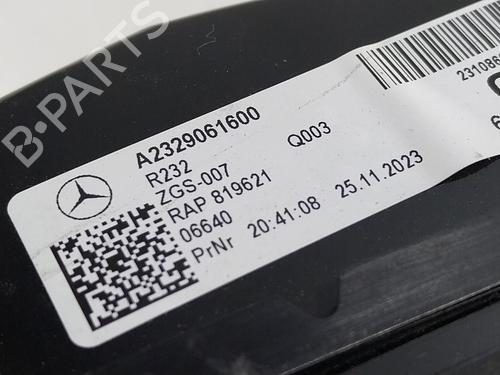 A2329061600
R232 Q003
ZGS-007
RAP 819621
06640
PrNr 20:41:08 25.11.2023
B-PARTS